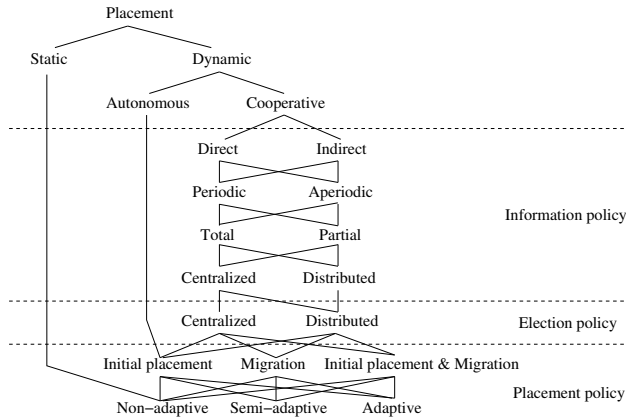 Placement
Static Dynamic
Autonomous Cooperative
Direct Indirect
Periodic Aperiodic
Information policy
Total Partial
Centralized Distributed
Centralized Distributed Election policy
Initial placement Migration Initial placement & Migration
Placement policy
Non−adaptive Semi−adaptive Adaptive